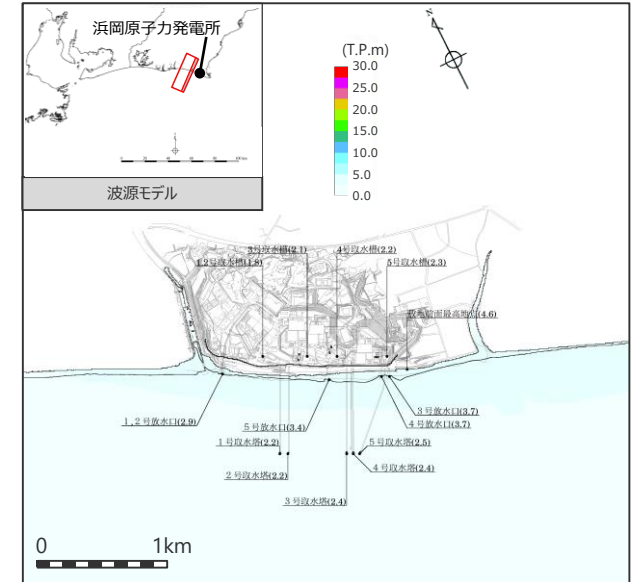 浜岡原子力発電所
波源モデル
(T.P.m)
30.0
25.0
20.0
15.0
10.0
5.0
0.0
N
3号取水槽(2.1)
4号取水槽(2.2)
1,2号取水槽(1.8)
5号取水槽(2.3)
敷地前面最高地点(4.6)
1,2号放水口(2.9)
5号放水口(3.4)
3号放水口(3.7)
4号放水口(3.7)
1号取水塔(2.2)
5号取水塔(2.5)
2号取水塔(2.2)
4号取水塔(2.4)
3号取水塔(2.4)
0 1km